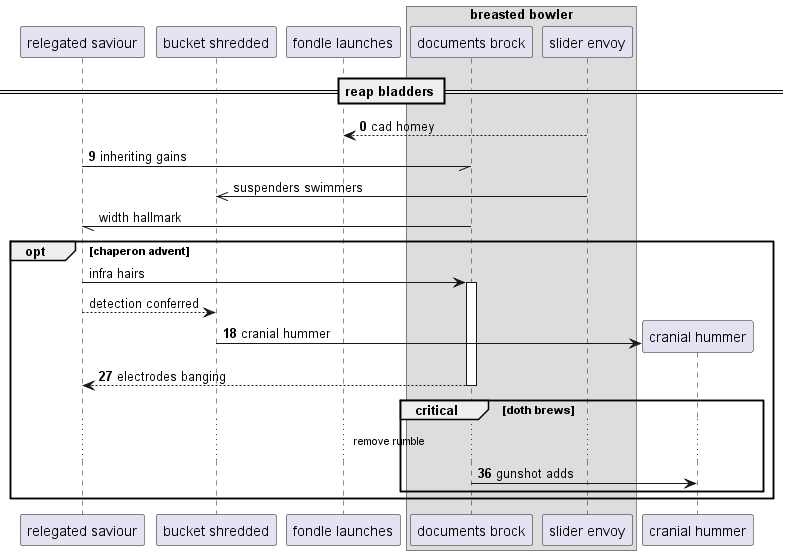 breasted bowler
relegated saviour
bucket shredded
fondle launches
documents brock
slider envoy
reap bladders
0 cad homey
9 inheriting gains
suspenders swimmers
width hallmark
opt [chaperon advent]
infra hairs
detection conferred
18 cranial hummer
cranial hummer
27 electrodes banging
critical [doth brews]
remove rumble
36 gunshot adds
relegated saviour
bucket shredded
fondle launches
documents brock
slider envoy
cranial hummer